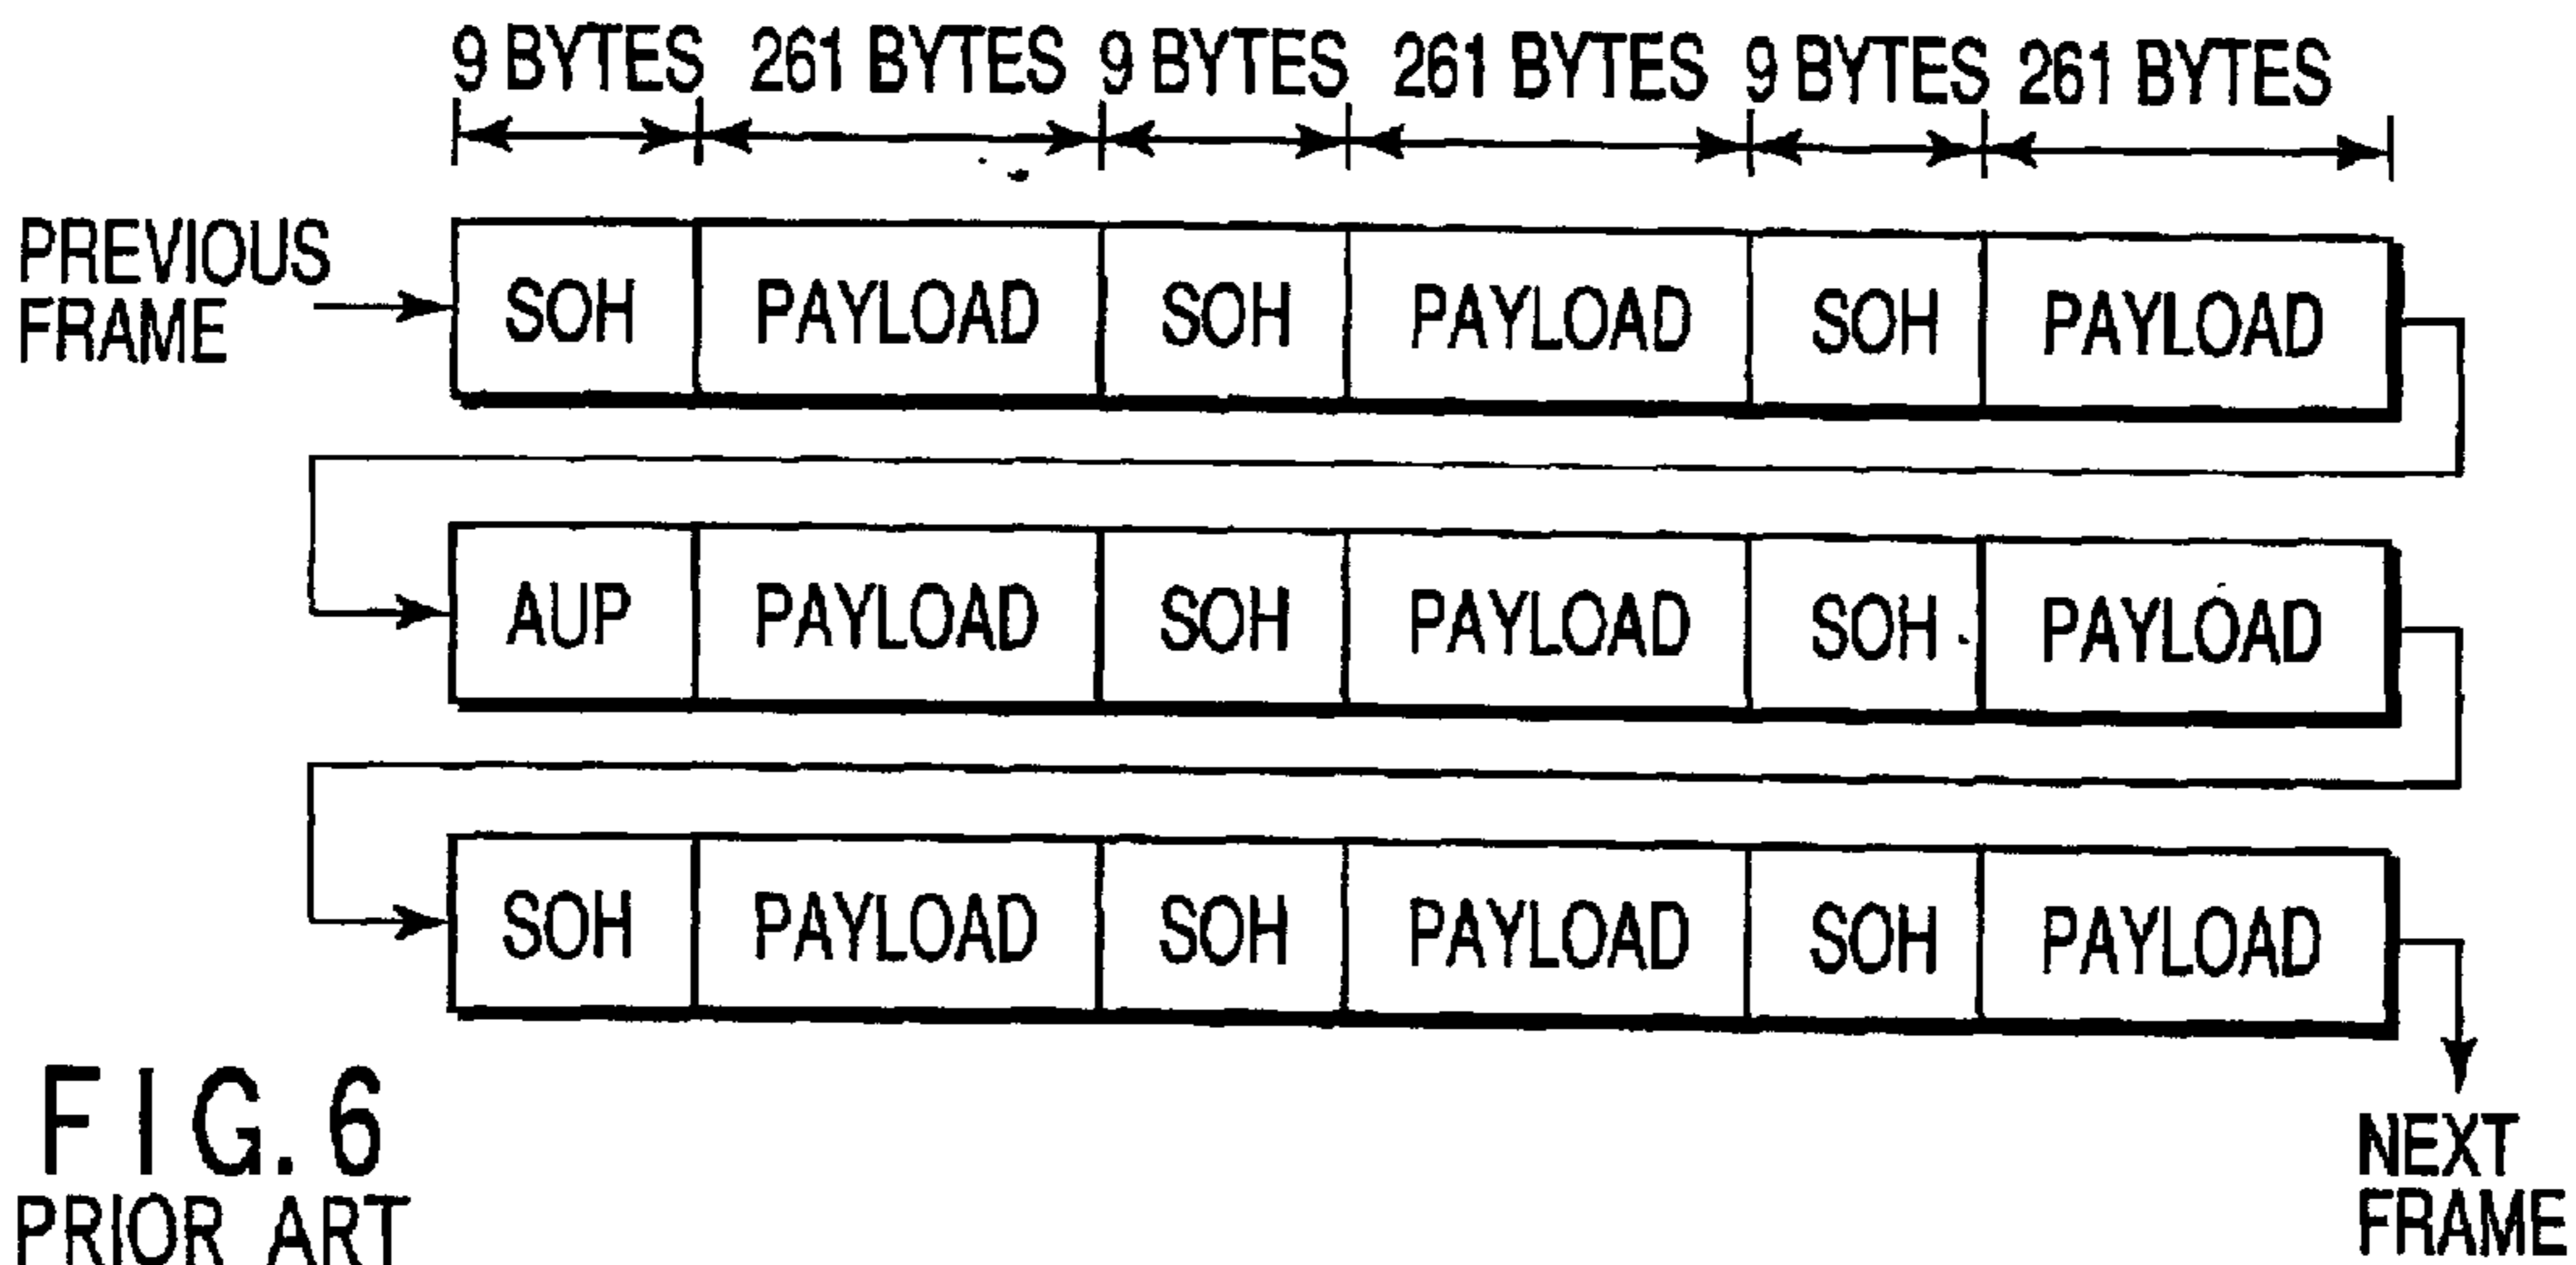 9 BYTES 261 BYTES 9 BYTES 261 BYTES 9 BYTES 261 BYTES
PREVIOUS
FRAME
SOH PAYLOAD SOH PAYLOAD SOH PAYLOAD
AUP PAYLOAD SOH PAYLOAD SOH PAYLOAD
SOH PAYLOAD SOH PAYLOAD SOH PAYLOAD
FIG. 6
PRIOR ART
NEXT
FRAME